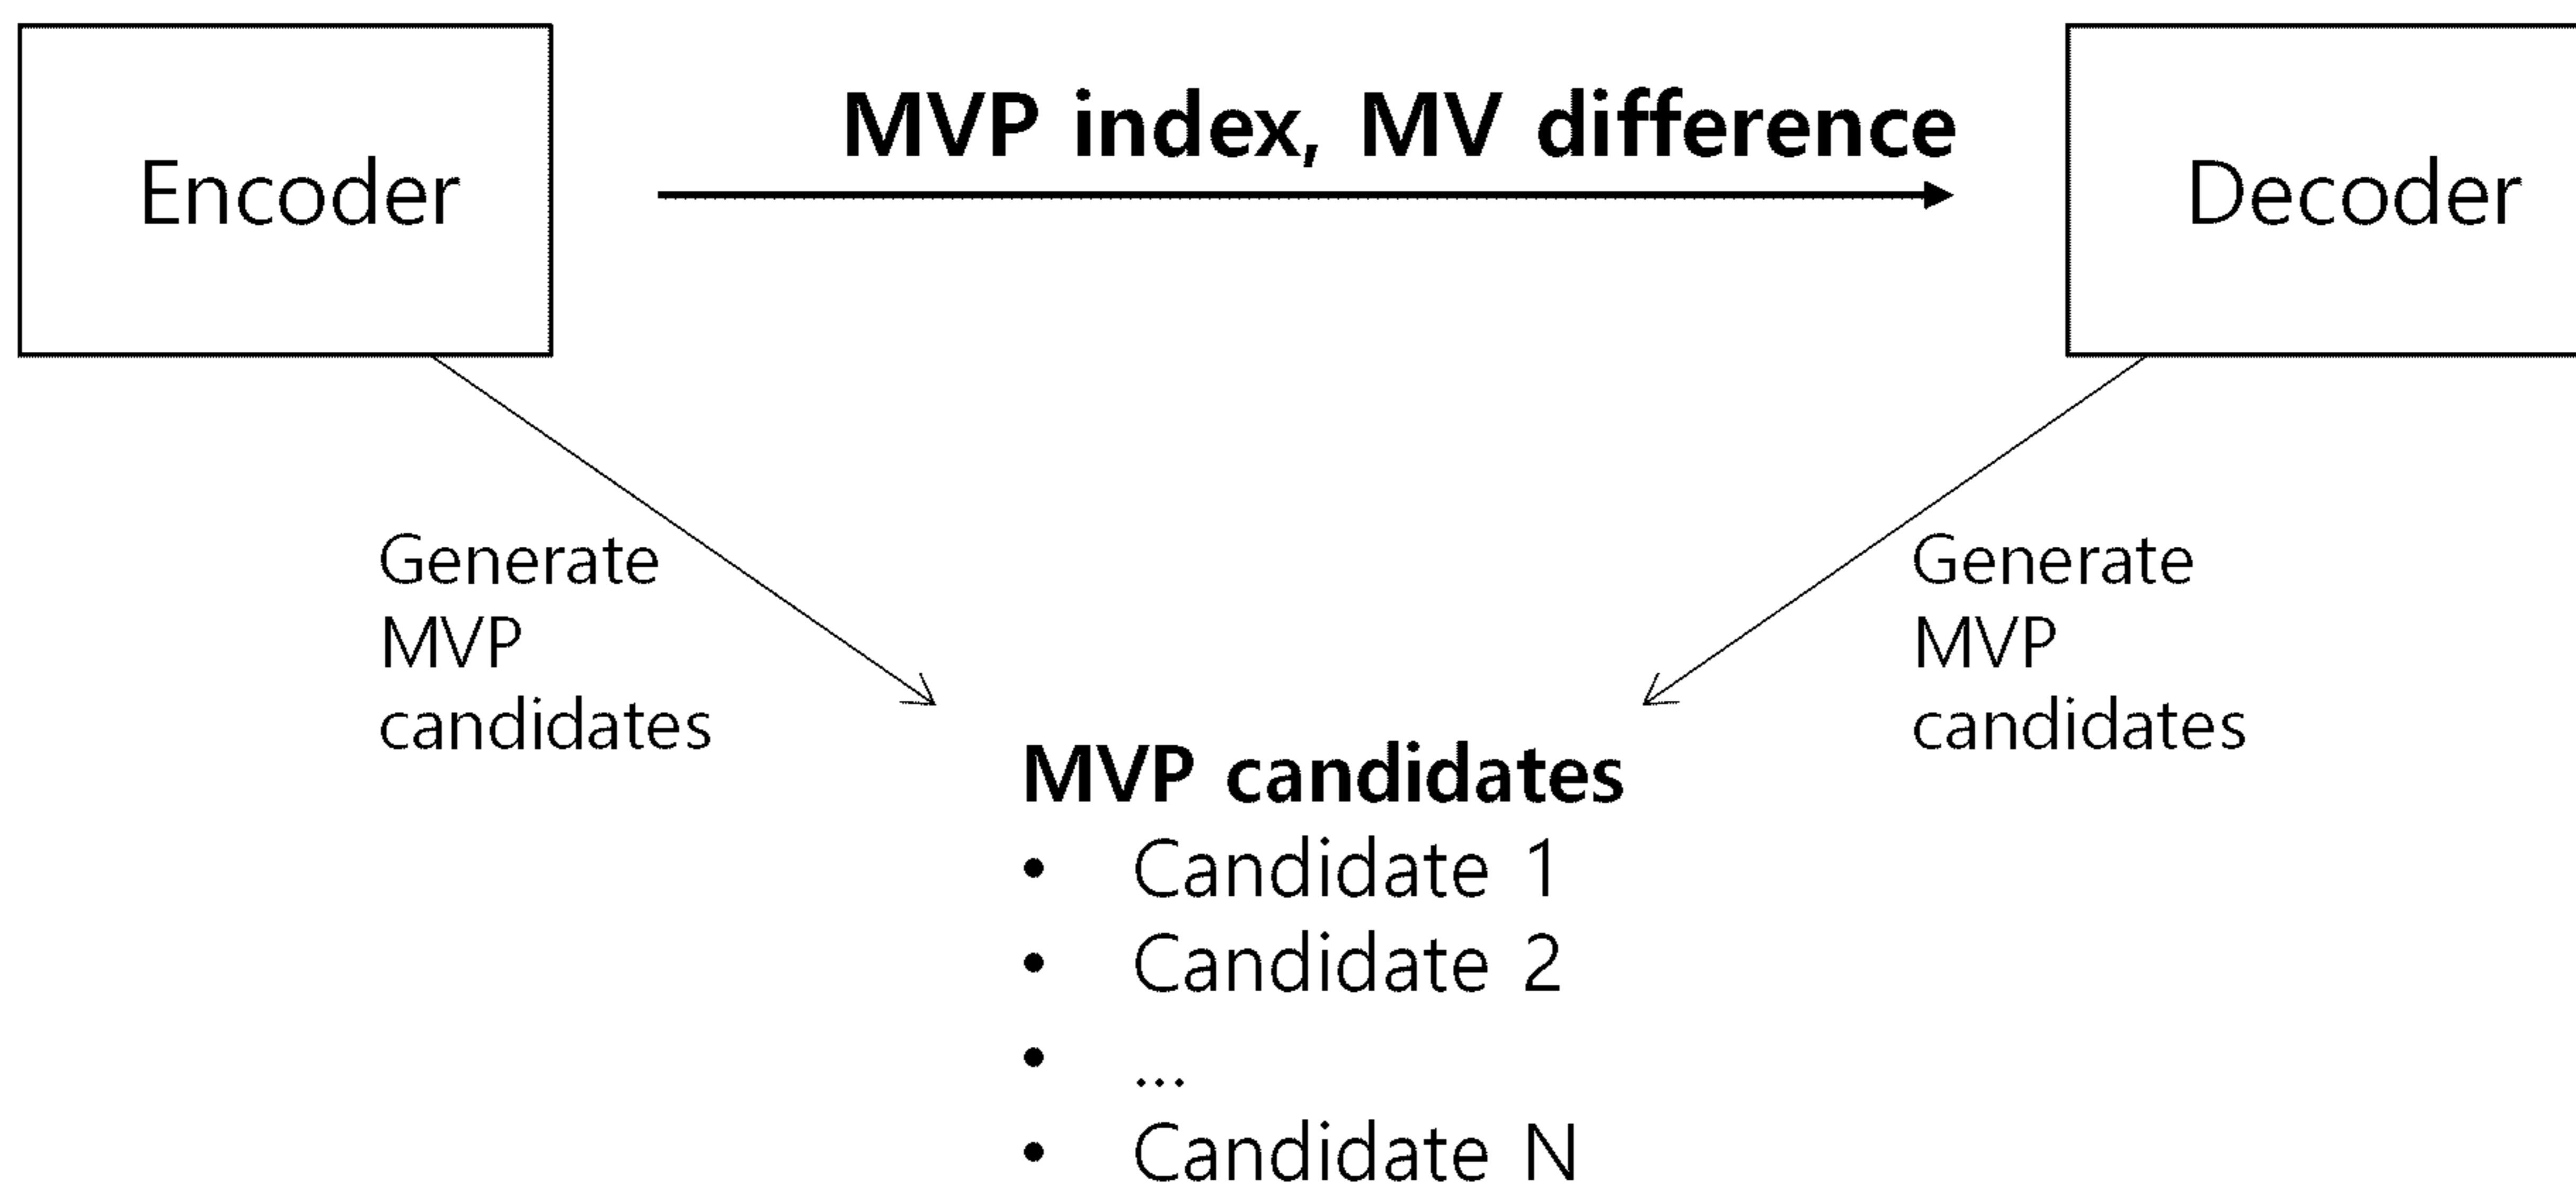 Encoder
MVP index, MV difference
Decoder
Generate
MVP
candidates
Generate
MVP
candidates
MVP candidates
• Candidate 1
• Candidate 2
• ...
• Candidate N